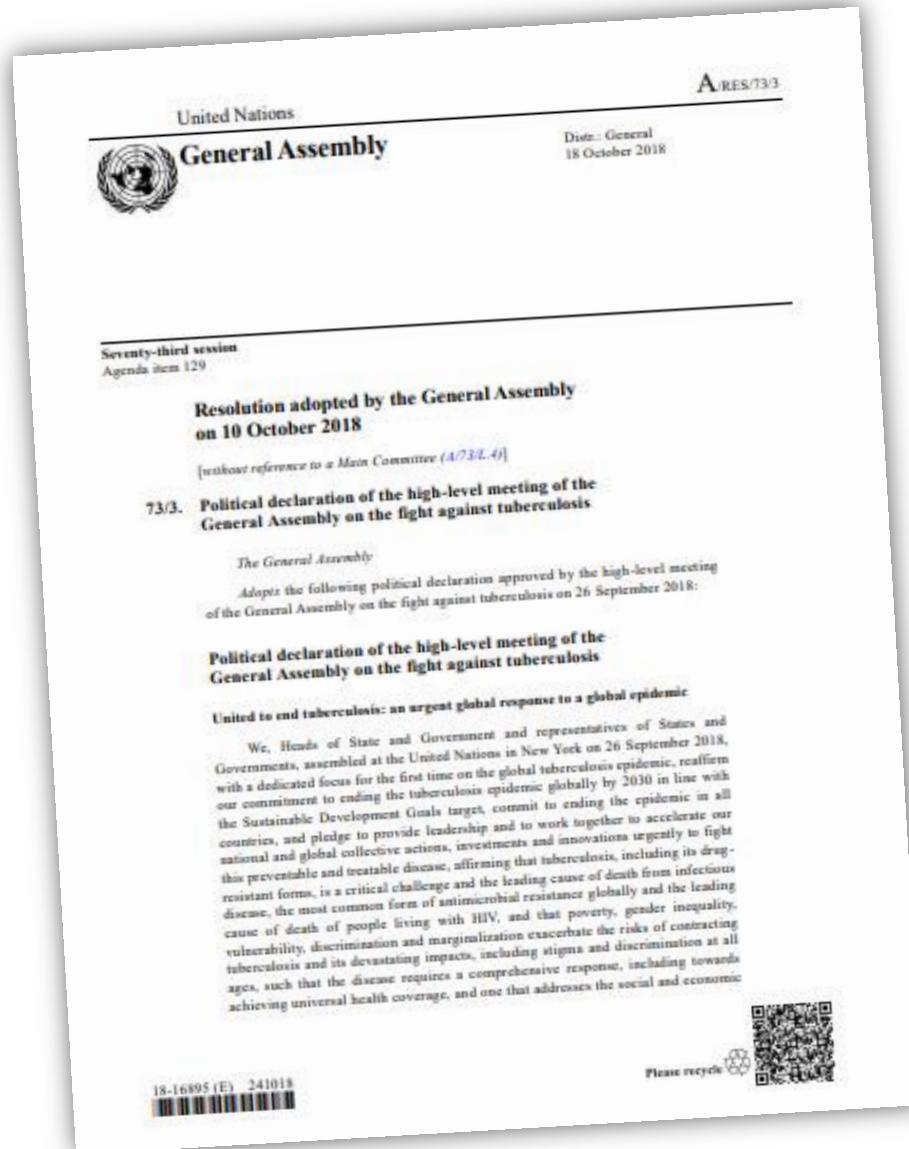 United Nations
A/RES/73/3
General Assembly
Distr.: General
18 October 2018
Seventy-third session
Agenda item 129
Resolution adopted by the General Assembly
on 10 October 2018
[without reference to a Main Committee (A/73/L.4)]
73/3. Political declaration of the high-level meeting of the
General Assembly on the fight against tuberculosis
The General Assembly
Adopts the following political declaration approved by the high-level meeting
of the General Assembly on the fight against tuberculosis on 26 September 2018:
Political declaration of the high-level meeting of the
General Assembly on the fight against tuberculosis
United to end tuberculosis: an urgent global response to a global epidemic
We, Heads of State and Government and representatives of States and
Governments, assembled at the United Nations in New York on 26 September 2018,
with a dedicated focus for the first time on the global tuberculosis epidemic, reaffirm
our commitment to ending the tuberculosis epidemic globally by 2030 in line with
the Sustainable Development Goals target, commit to ending the epidemic in all
countries, and pledge to provide leadership and to work together to accelerate our
national and global collective actions, investments and innovations urgently to fight
this preventable and treatable disease, affirming that tuberculosis, including its drug-
resistant forms, is a critical challenge and the leading cause of death from infectious
disease, the most common form of antimicrobial resistance globally and the leading
cause of death of people living with HIV, and that poverty, gender inequality,
vulnerability, discrimination and marginalization exacerbate the risks of contracting
tuberculosis and its devastating impacts, including stigma and discrimination at all
ages, such that the disease requires a comprehensive response, including towards
achieving universal health coverage, and one that addresses the social and economic
18-16895 (E) 241018
Please recycle